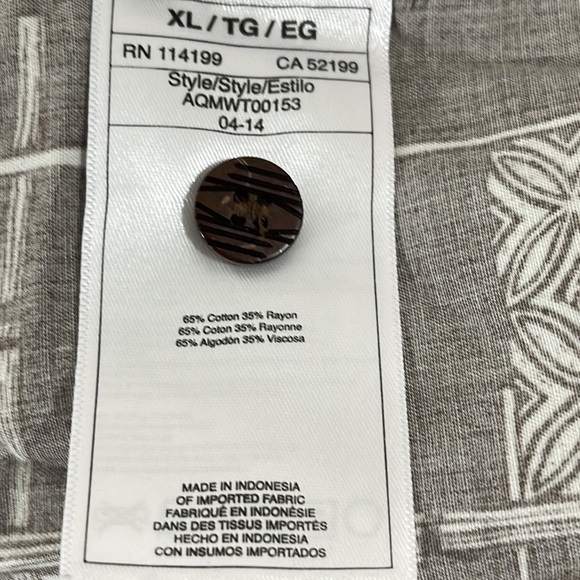 XL / TG / EG
RN 114199 CA 52199
Style/Style/Estilo
AQMWT00153
04-14
65% Cotton 35% Rayon
65% Coton 35% Rayonne
65% Algodón 35% Viscosa
MADE IN INDONESIA
OF IMPORTED FABRIC
FABRIQUÉ EN INDONÉSIE
DANS DES TISSUS IMPORTÉS
HECHO EN INDONESIA
CON INSUMOS IMPORTADOS